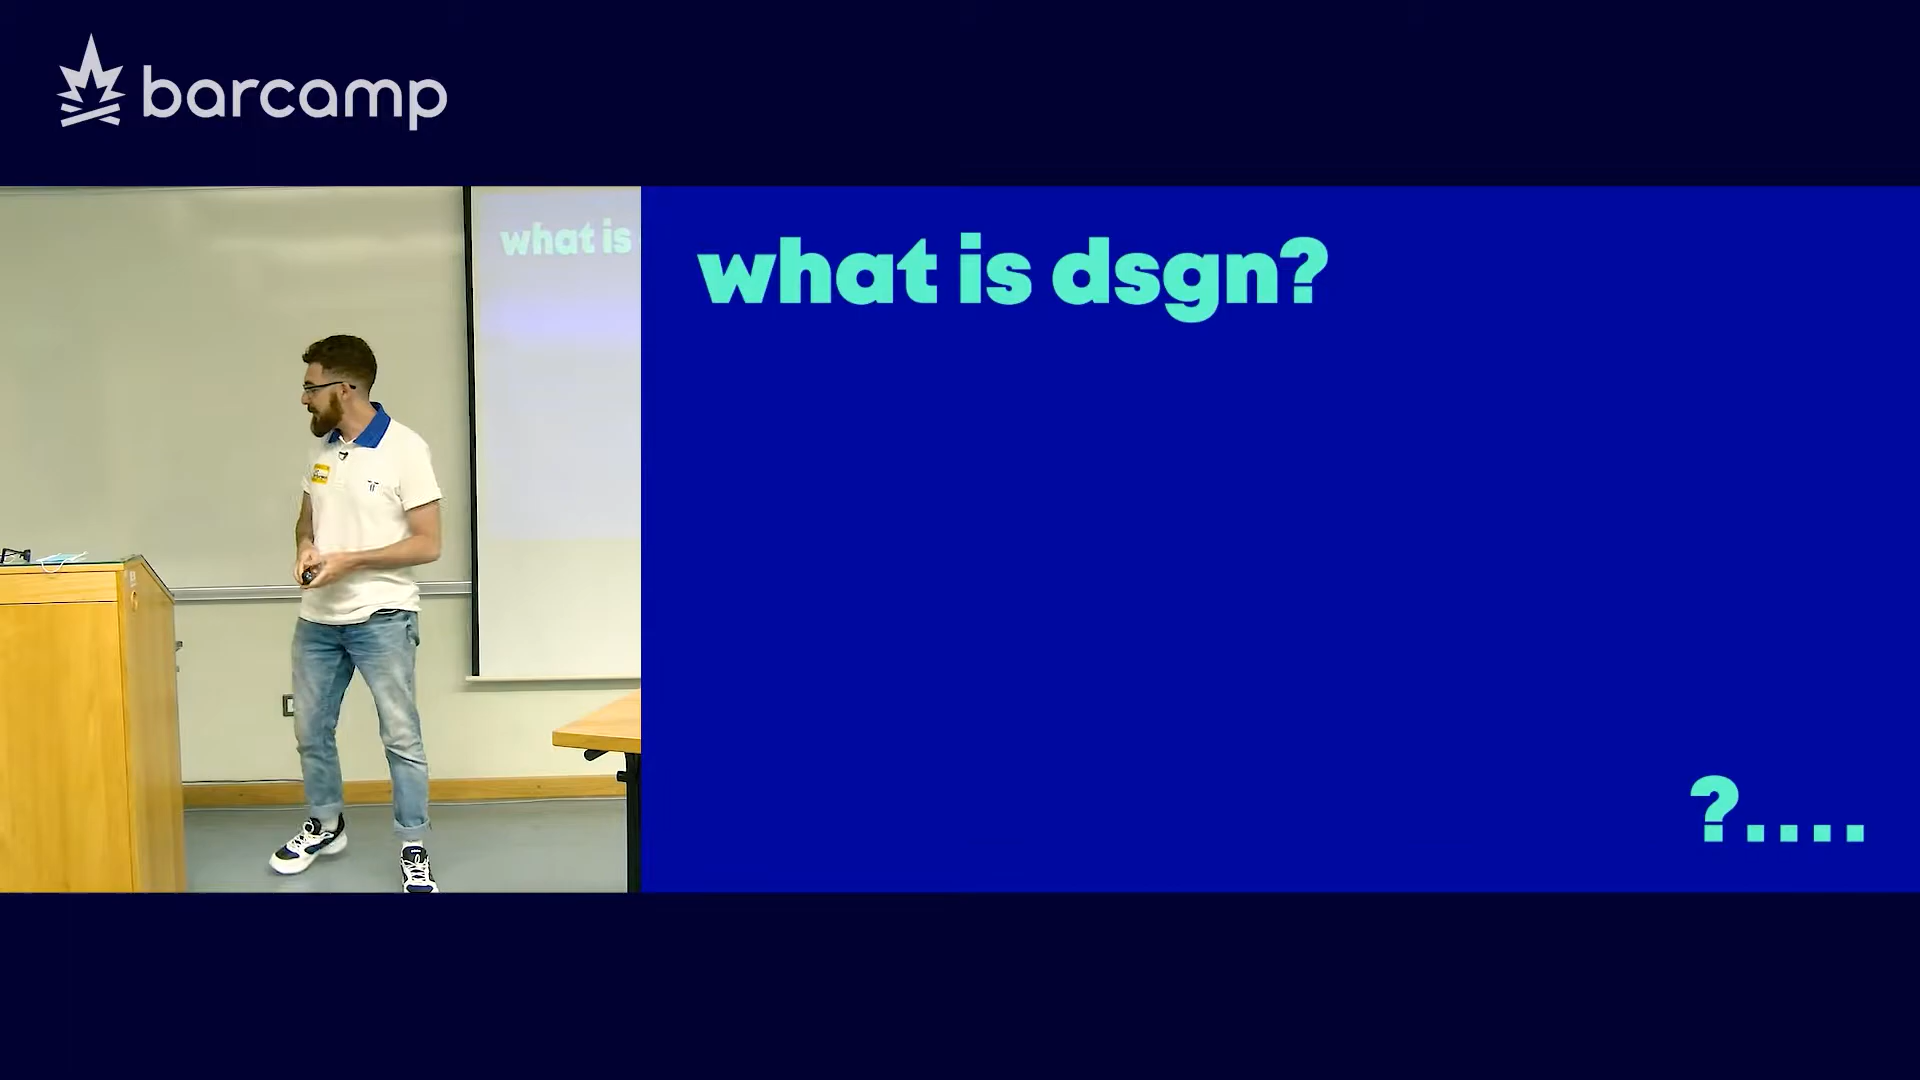 barcamp
what is
what is dsgn?
?....